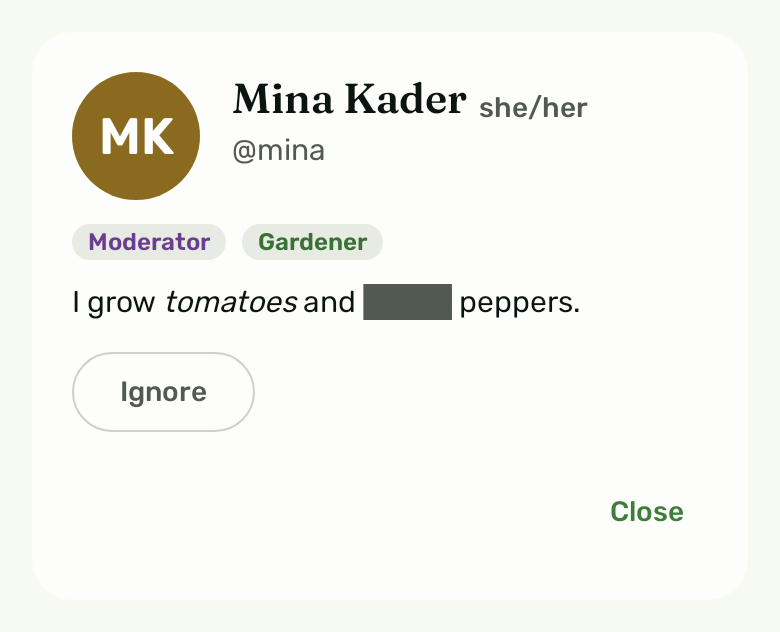 MK
Mina Kader she/her
@mina
Moderator Gardener
I grow tomatoes and peppers.
Ignore
Close